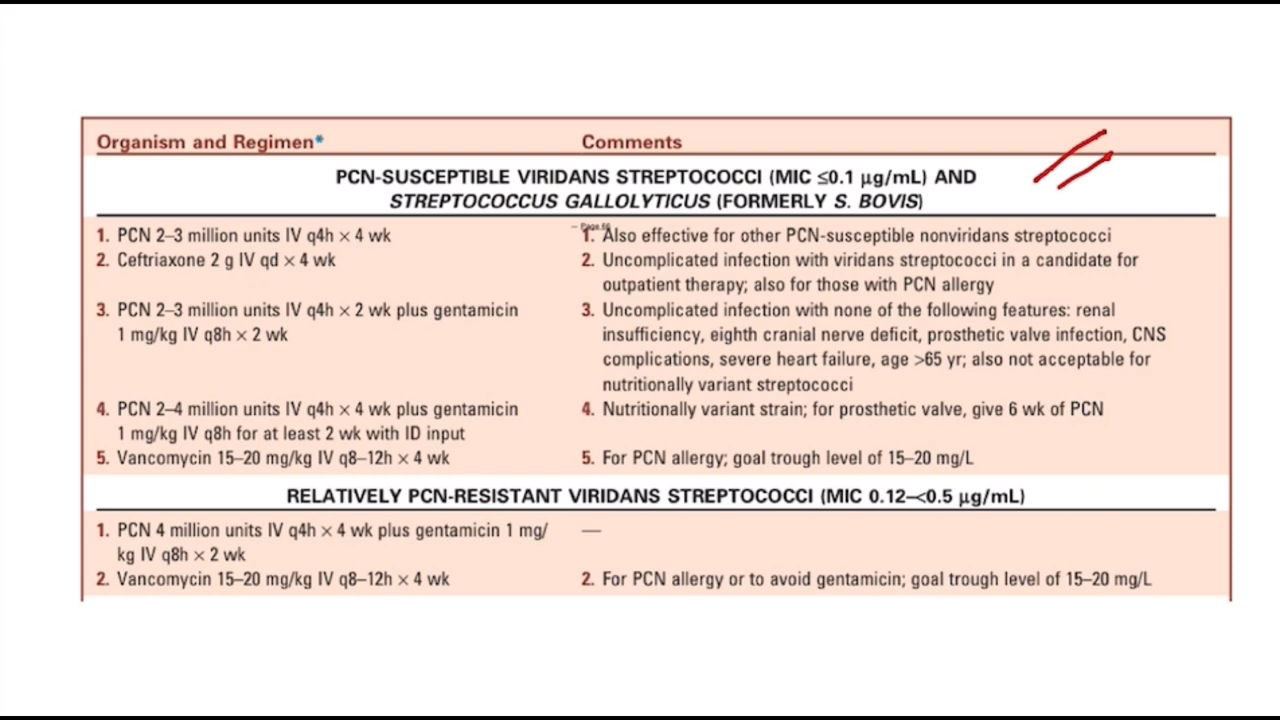 Organism and Regimen* Comments
PCN-SUSCEPTIBLE VIRIDANS STREPTOCOCCI (MIC ≤0.1 μg/mL) AND
STREPTOCOCCUS GALLOLYTICUS (FORMERLY S. BOVIS)
1. PCN 2–3 million units IV q4h × 4 wk
— Page 66
1. Also effective for other PCN-susceptible nonviridans streptococci
2. Ceftriaxone 2 g IV qd × 4 wk
2. Uncomplicated infection with viridans streptococci in a candidate for
outpatient therapy; also for those with PCN allergy
3. PCN 2–3 million units IV q4h × 2 wk plus gentamicin
1 mg/kg IV q8h × 2 wk
3. Uncomplicated infection with none of the following features: renal
insufficiency, eighth cranial nerve deficit, prosthetic valve infection, CNS
complications, severe heart failure, age >65 yr; also not acceptable for
nutritionally variant streptococci
4. PCN 2–4 million units IV q4h × 4 wk plus gentamicin
1 mg/kg IV q8h for at least 2 wk with ID input
4. Nutritionally variant strain; for prosthetic valve, give 6 wk of PCN
5. Vancomycin 15–20 mg/kg IV q8–12h × 4 wk
5. For PCN allergy; goal trough level of 15–20 mg/L
RELATIVELY PCN-RESISTANT VIRIDANS STREPTOCOCCI (MIC 0.12–<0.5 μg/mL)
1. PCN 4 million units IV q4h × 4 wk plus gentamicin 1 mg/
kg IV q8h × 2 wk
—
2. Vancomycin 15–20 mg/kg IV q8–12h × 4 wk
2. For PCN allergy or to avoid gentamicin; goal trough level of 15–20 mg/L